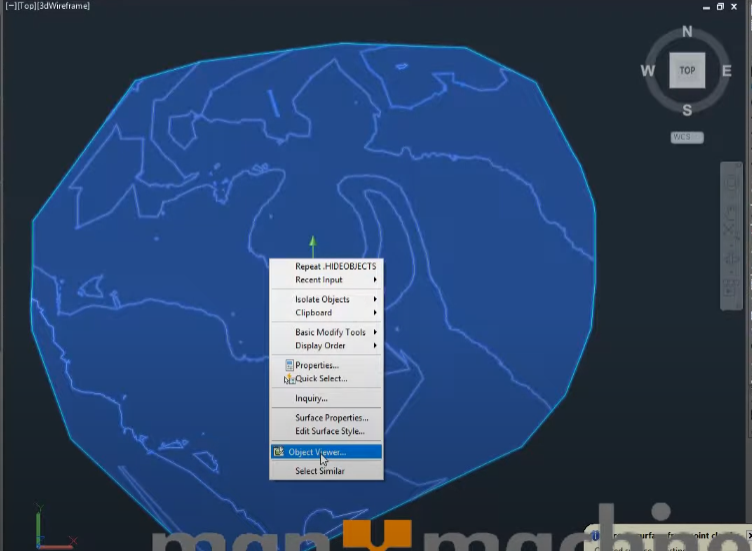 [−][Top][3dWireframe]
N
W
TOP
E
S
WCS
Repeat .HIDEOBJECTS
Recent Input
Isolate Objects
Clipboard
Basic Modify Tools
Display Order
Properties...
Quick Select...
Inquiry...
Surface Properties...
Edit Surface Style...
Object Viewer...
Select Similar